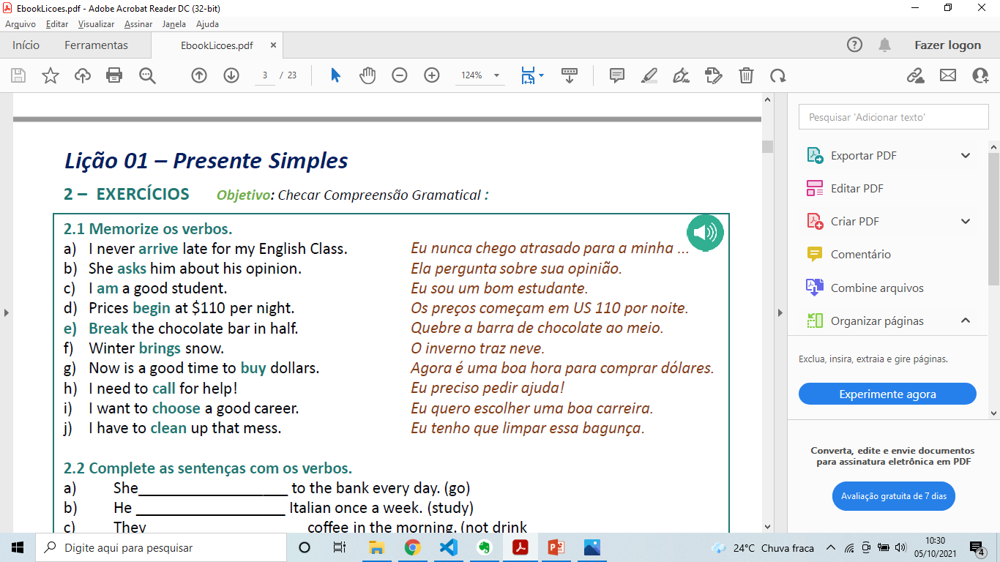 EbookLicoes.pdf - Adobe Acrobat Reader DC (32-bit)
Arquivo Editar Visualizar Assinar Janela Ajuda
Início Ferramentas EbookLicoes.pdf × Fazer logon
3 / 23 124%
Lição 01 – Presente Simples
2 – EXERCÍCIOS Objetivo: Checar Compreensão Gramatical :
2.1 Memorize os verbos.
a) I never arrive late for my English Class. Eu nunca chego atrasado para a minha ...
b) She asks him about his opinion. Ela pergunta sobre sua opinião.
c) I am a good student. Eu sou um bom estudante.
d) Prices begin at $110 per night. Os preços começam em US 110 por noite.
e) Break the chocolate bar in half. Quebre a barra de chocolate ao meio.
f) Winter brings snow. O inverno traz neve.
g) Now is a good time to buy dollars. Agora é uma boa hora para comprar dólares.
h) I need to call for help! Eu preciso pedir ajuda!
i) I want to choose a good career. Eu quero escolher uma boa carreira.
j) I have to clean up that mess. Eu tenho que limpar essa bagunça.
2.2 Complete as sentenças com os verbos.
a) She__________________ to the bank every day. (go)
b) He __________________ Italian once a week. (study)
c) They___________________ coffee in the morning. (not drink
Pesquisar 'Adicionar texto'
Exportar PDF
Editar PDF
Criar PDF
Comentário
Combine arquivos
Organizar páginas
Exclua, insira, extraia e gire páginas.
Experimente agora
Converta, edite e envie documentos
para assinatura eletrônica em PDF
Avaliação gratuita de 7 dias
Digite aqui para pesquisar 24°C Chuva fraca 10:30
05/10/2021 4